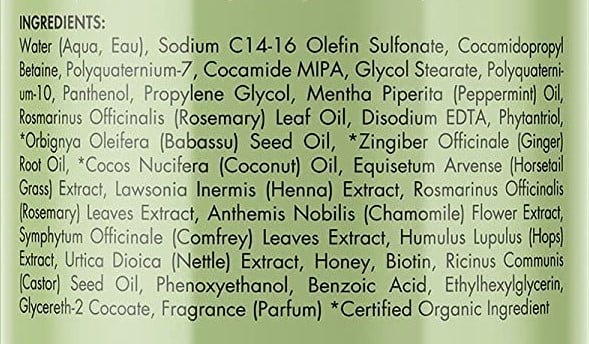 INGREDIENTS:
Water (Aqua, Eau), Sodium C14-16 Olefin Sulfonate, Cocamidopropyl
Betaine, Polyquaternium-7, Cocamide MIPA, Glycol Stearate, Polyquaterni-
um-10, Panthenol, Propylene Glycol, Mentha Piperita (Peppermint) Oil,
Rosmarinus Officinalis (Rosemary) Leaf Oil, Disodium EDTA, Phytantriol,
*Orbignya Oleifera (Babassu) Seed Oil, *Zingiber Officinale (Ginger)
Root Oil, *Cocos Nucifera (Coconut) Oil, Equisetum Arvense (Horsetail
Grass) Extract, Lawsonia Inermis (Henna) Extract, Rosmarinus Officinalis
(Rosemary) Leaves Extract, Anthemis Nobilis (Chamomile) Flower Extract,
Symphytum Officinale (Comfrey) Leaves Extract, Humulus Lupulus (Hops)
Extract, Urtica Dioica (Nettle) Extract, Honey, Biotin, Ricinus Communis
(Castor) Seed Oil, Phenoxyethanol, Benzoic Acid, Ethylhexylglycerin,
Glycereth-2 Cocoate, Fragrance (Parfum) *Certified Organic Ingredient